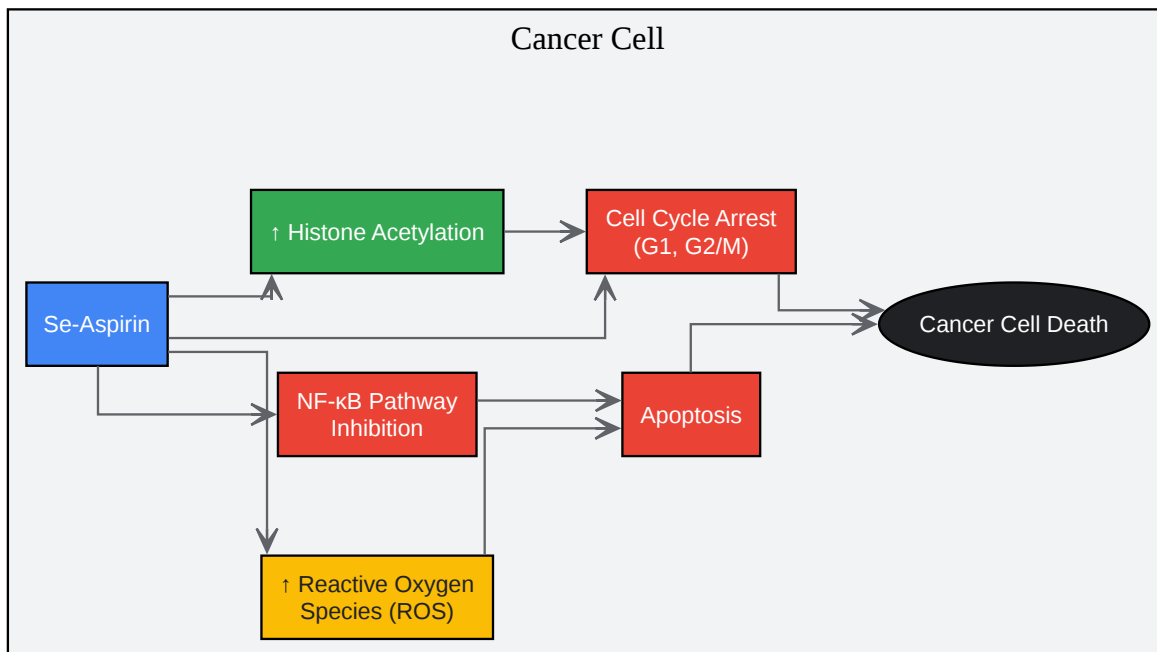 Cancer Cell
↑ Histone Acetylation
Cell Cycle Arrest
(G1, G2/M)
Se-Aspirin
Cancer Cell Death
NF-κB Pathway
Inhibition
Apoptosis
↑ Reactive Oxygen
Species (ROS)